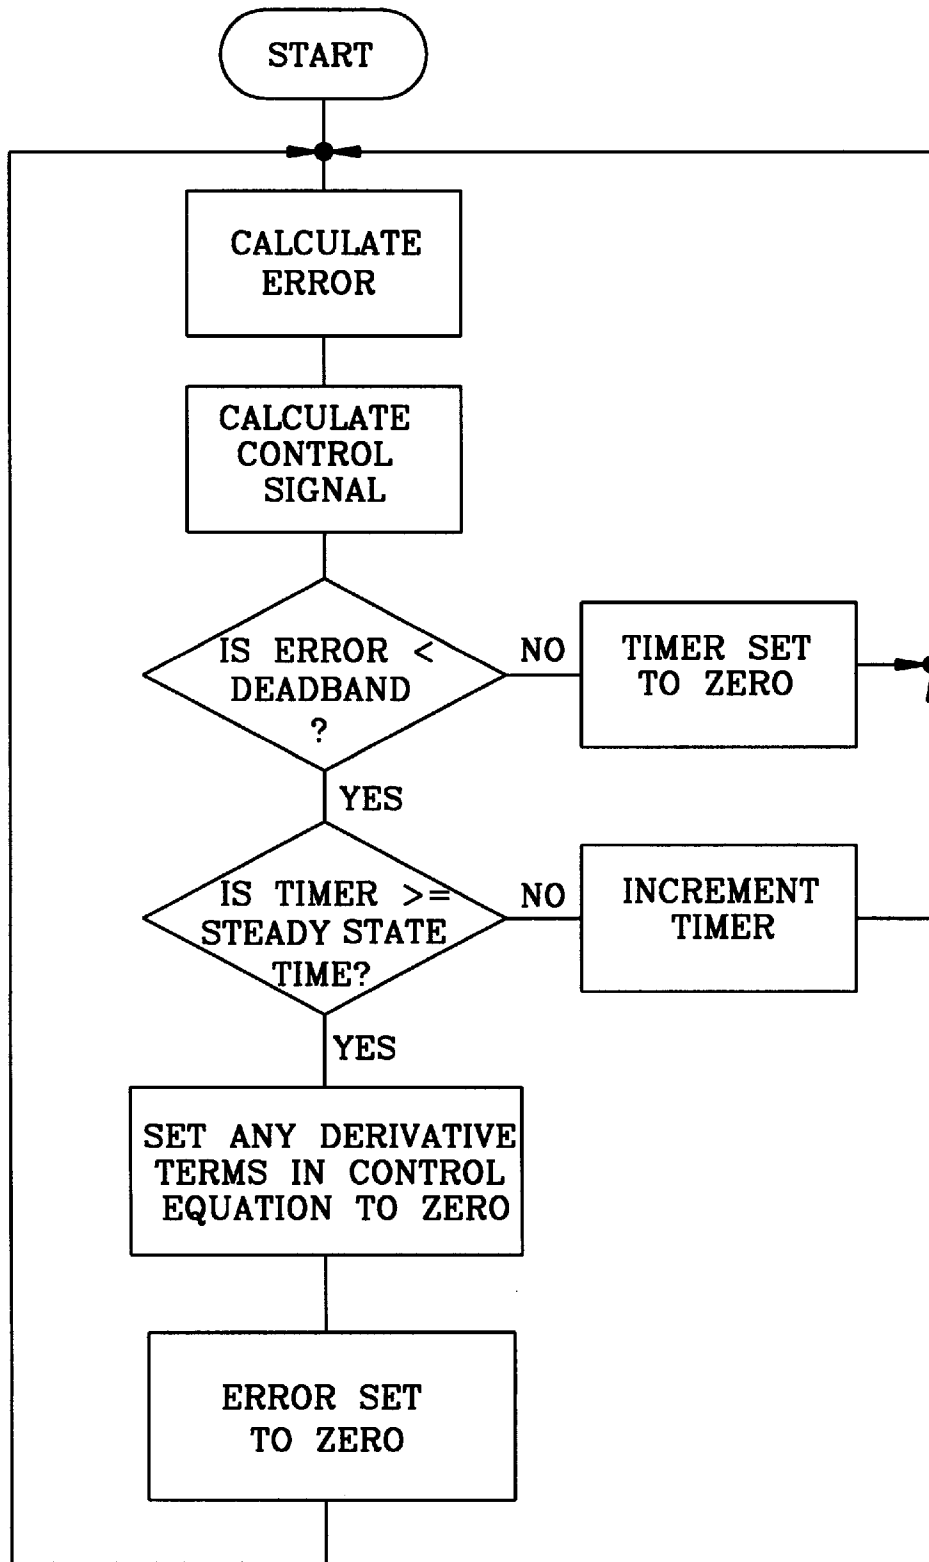 START
CALCULATE
ERROR
CALCULATE
CONTROL
SIGNAL
IS ERROR <
DEADBAND
?
NO
TIMER SET
TO ZERO
YES
IS TIMER >=
STEADY STATE
TIME?
NO
INCREMENT
TIMER
YES
SET ANY DERIVATIVE
TERMS IN CONTROL
EQUATION TO ZERO
ERROR SET
TO ZERO